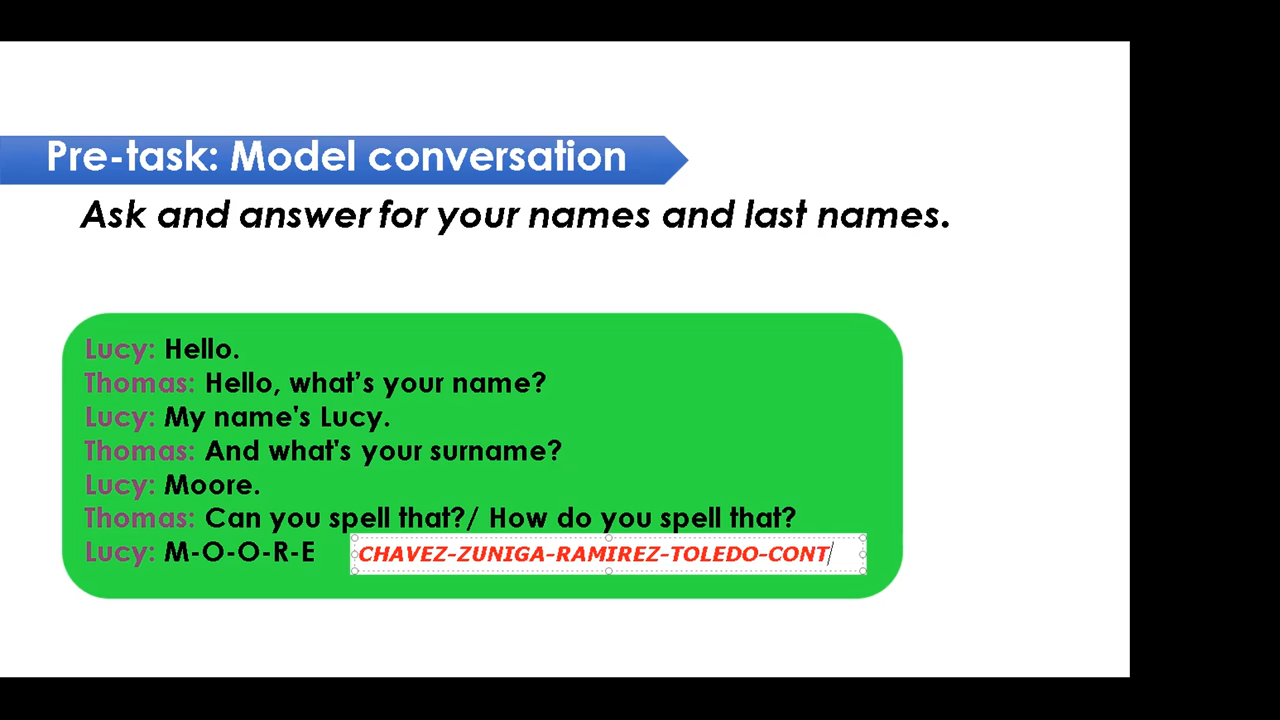 Pre-task: Model conversation
Ask and answer for your names and last names.
Lucy: Hello.
Thomas: Hello, what’s your name?
Lucy: My name's Lucy.
Thomas: And what's your surname?
Lucy: Moore.
Thomas: Can you spell that?/ How do you spell that?
Lucy: M-O-O-R-E CHAVEZ-ZUNIGA-RAMIREZ-TOLEDO-CONT